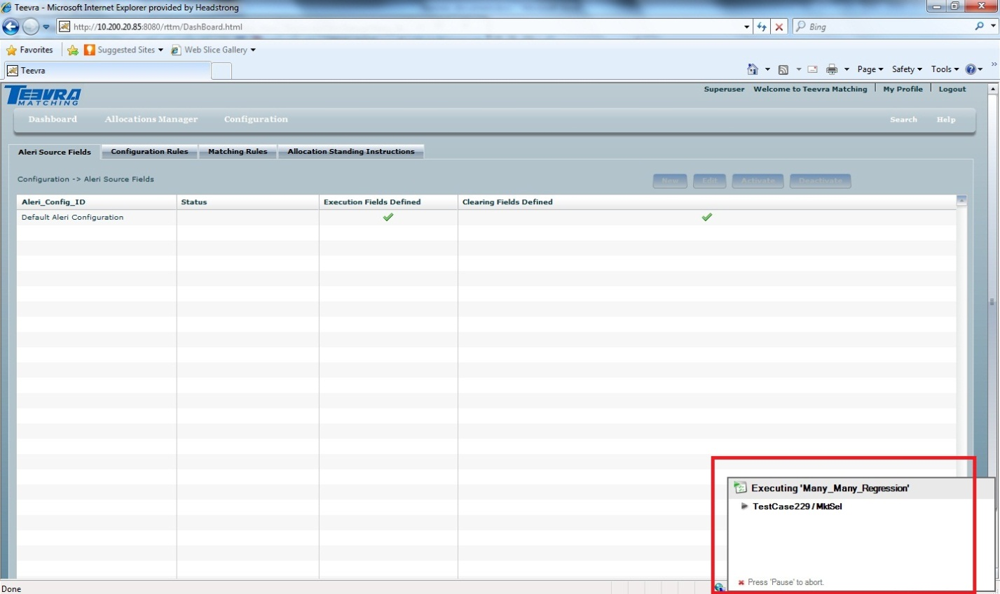 Teevra - Microsoft Internet Explorer provided by Headstrong
http://10.200.20.85:8080/rttm/DashBoard.html
Bing
Favorites Suggested Sites Web Slice Gallery
Teevra
Page Safety Tools
TEEVRA
MATCHING
Superuser Welcome to Teevra Matching My Profile Logout
Dashboard Allocations Manager Configuration Search Help
Aleri Source Fields Configuration Rules Matching Rules Allocation Standing Instructions
Configuration -> Aleri Source Fields New Edit Activate Deactivate
Aleri_Config_ID Status Execution Fields Defined Clearing Fields Defined
Default Aleri Configuration
Executing 'Many_Many_Regression'
TestCase229 / MktSel
Press 'Pause' to abort.
Done